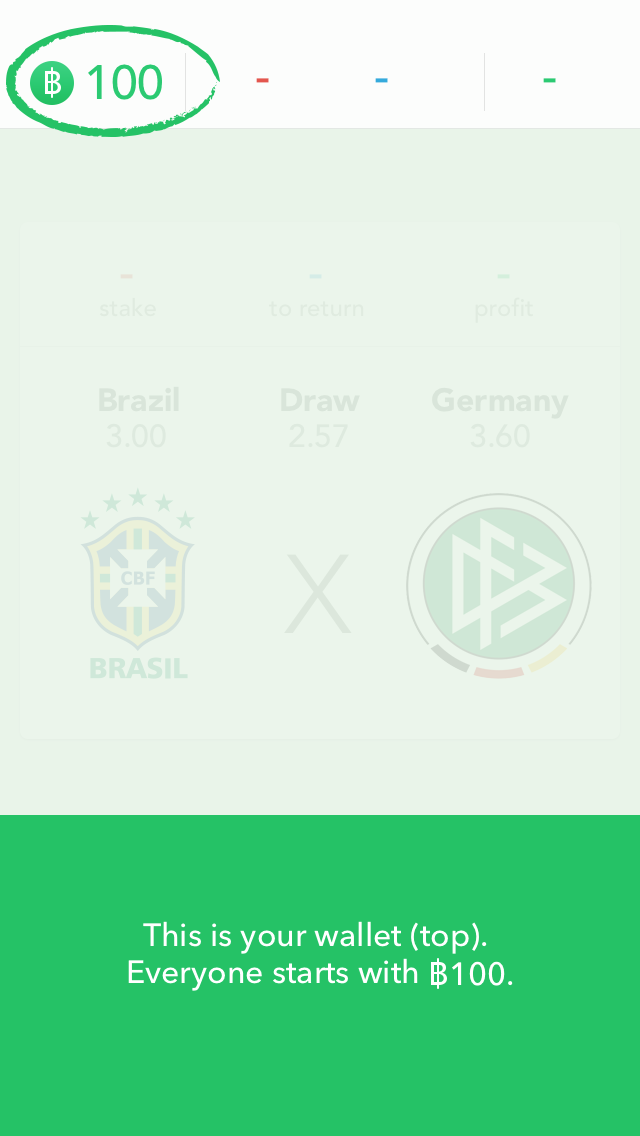 ฿ 100
- - -
- - -
stake to return profit
Brazil Draw Germany
3.00 2.57 3.60
CBF
X
BRASIL
This is your wallet (top).
Everyone starts with ฿100.